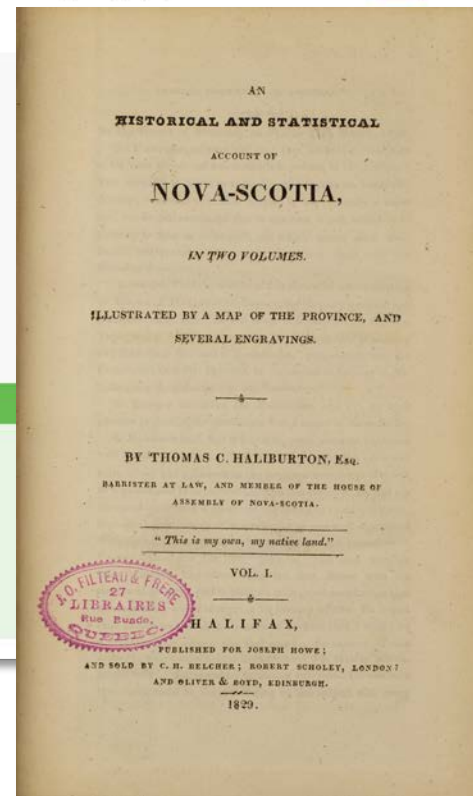 AN
HISTORICAL AND STATISTICAL
ACCOUNT OF
NOVA-SCOTIA,
IN TWO VOLUMES.
ILLUSTRATED BY A MAP OF THE PROVINCE, AND
SEVERAL ENGRAVINGS.
BY THOMAS C. HALIBURTON, Esq.
BARRISTER AT LAW, AND MEMBER OF THE HOUSE OF
ASSEMBLY OF NOVA-SCOTIA.
"This is my own, my native land."
VOL. I.
HALIFAX,
PUBLISHED FOR JOSEPH HOWE;
AND SOLD BY C. H. BELCHER; ROBERT SCHOLEY, LONDON:
AND OLIVER & BOYD, EDINBURGH.
1829.
J. O. FILTEAU & FRERE
27
LIBRAIRES
Rue Buade,
QUEBEC